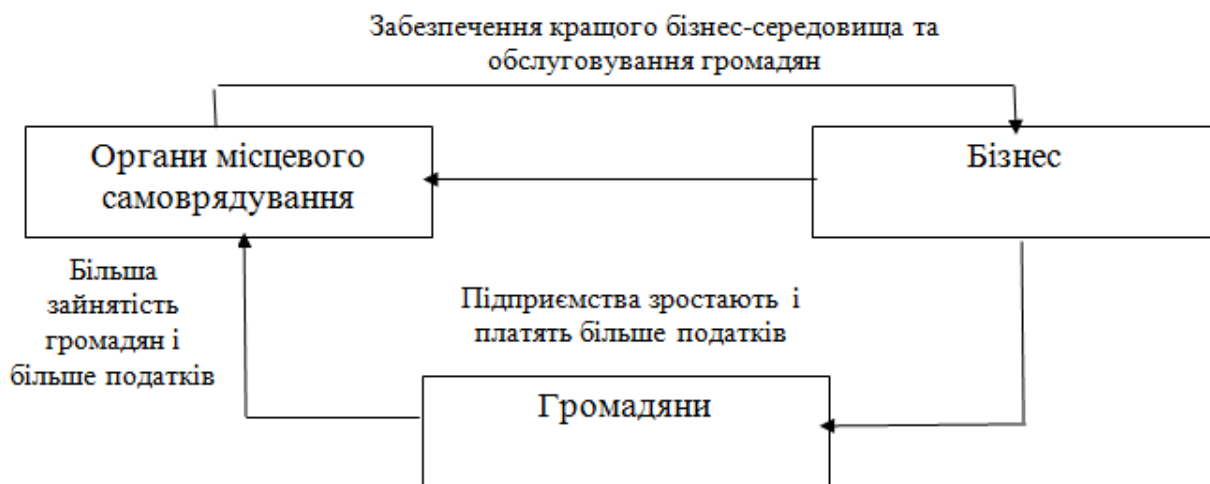 Забезпечення кращого бізнес-середовища та
обслуговування громадян
Органи місцевого
самоврядування
Бізнес
Більша
зайнятість
громадян і
більше податків
Підприємства зростають і
платять більше податків
Громадяни